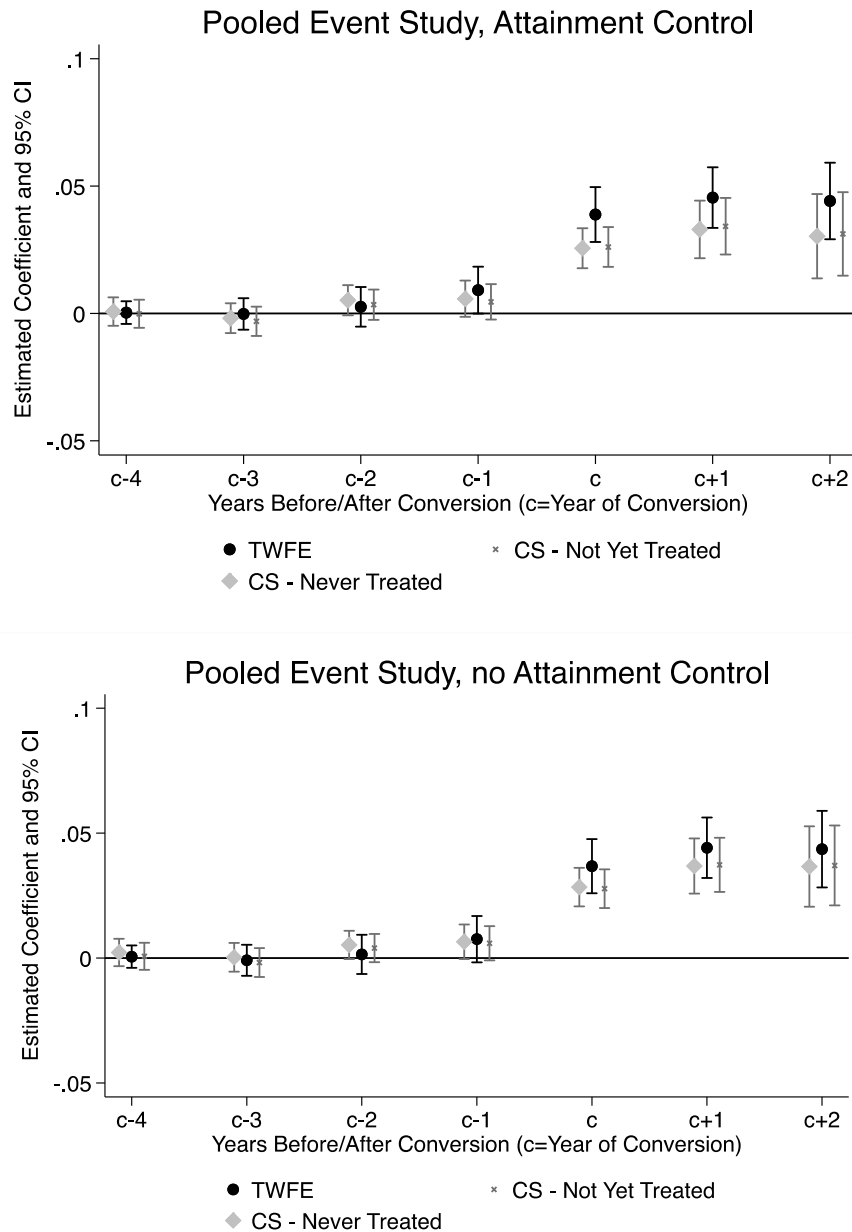 Pooled Event Study, Attainment Control
.1
.05
0
-.05
Estimated Coefficient and 95% CI
c-4 c-3 c-2 c-1 c c+1 c+2
Years Before/After Conversion (c=Year of Conversion)
TWFE CS - Not Yet Treated
CS - Never Treated
Pooled Event Study, no Attainment Control
.1
.05
0
-.05
Estimated Coefficient and 95% CI
c-4 c-3 c-2 c-1 c c+1 c+2
Years Before/After Conversion (c=Year of Conversion)
TWFE CS - Not Yet Treated
CS - Never Treated